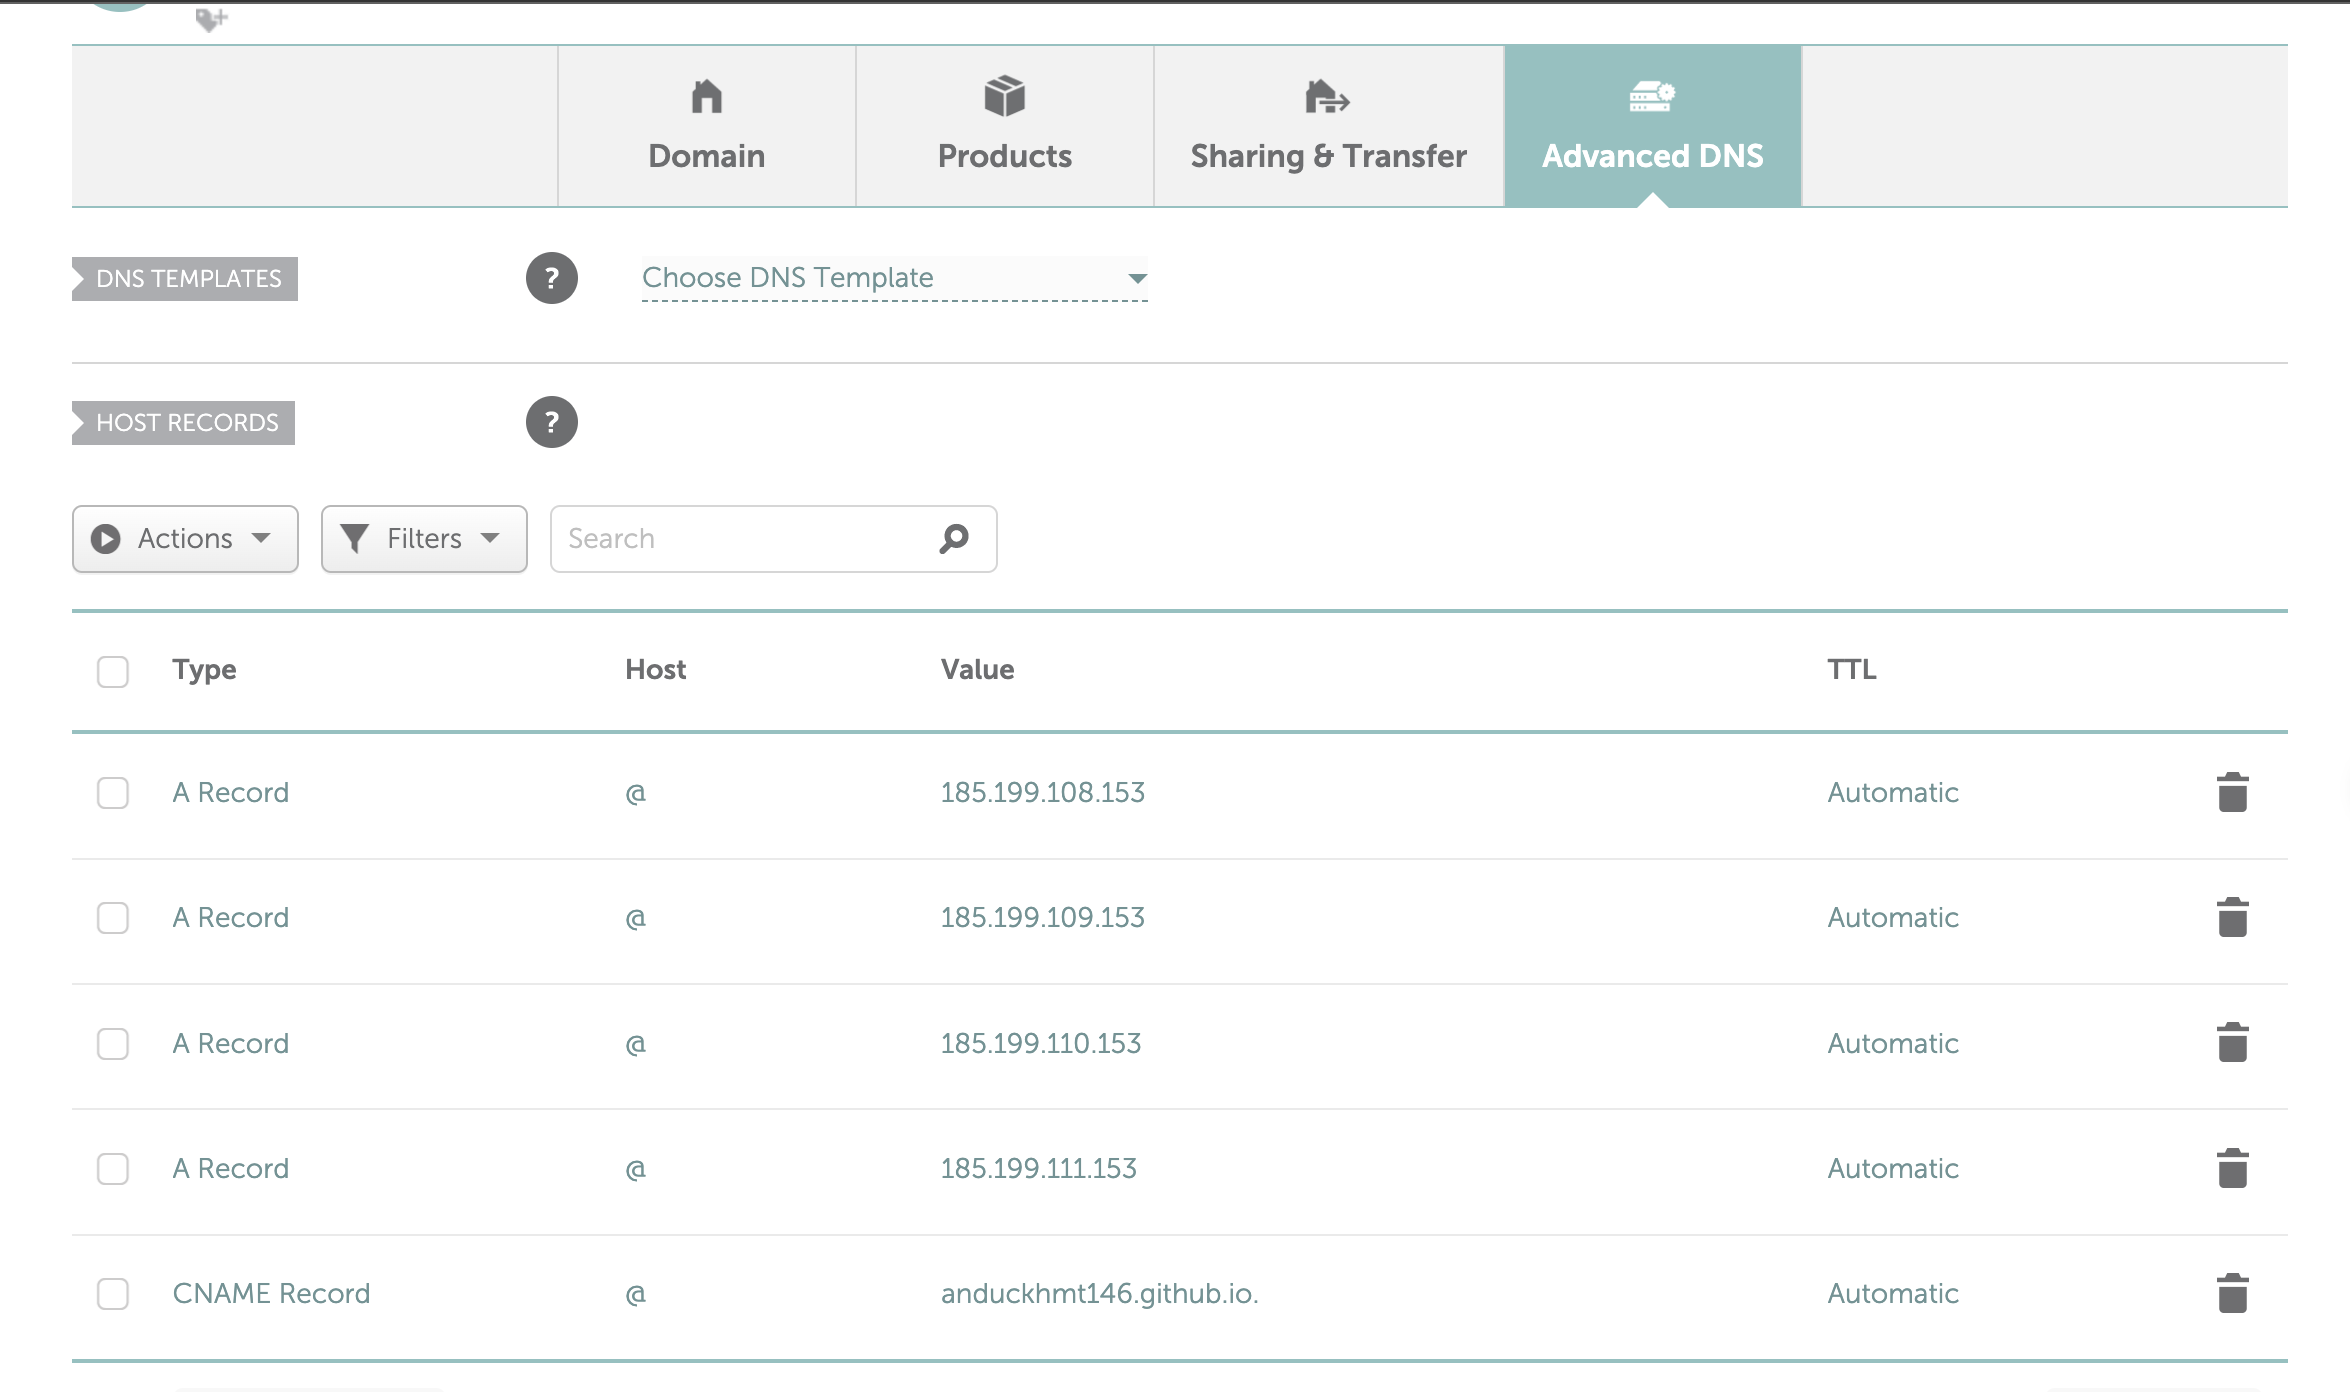 Domain
Products
Sharing & Transfer
Advanced DNS
DNS TEMPLATES
?
Choose DNS Template
HOST RECORDS
?
Actions
Filters
Search
Type Host Value TTL
A Record @ 185.199.108.153 Automatic
A Record @ 185.199.109.153 Automatic
A Record @ 185.199.110.153 Automatic
A Record @ 185.199.111.153 Automatic
CNAME Record @ anduckhmt146.github.io. Automatic